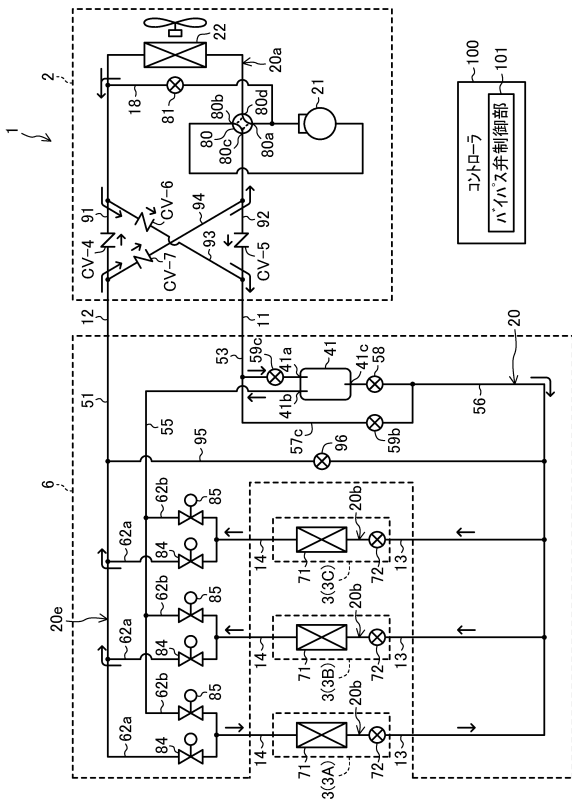 1
2
22
20a
18
81
80b
80d
80
80c
80a
21
91
CV-6
CV-4
94
CV-7
92
93
CV-5
12
11
100
101
コントローラ
バイパス弁制御部
6
51
53
59c
41a
41
41b
41c
58
20
55
57c
59b
56
95
96
20e
62a
84
62b
85
14
71
20b
72
13
3(3C)
62a
84
62b
85
14
71
20b
72
13
3(3B)
62a
84
62b
85
14
71
20b
72
13
3(3A)